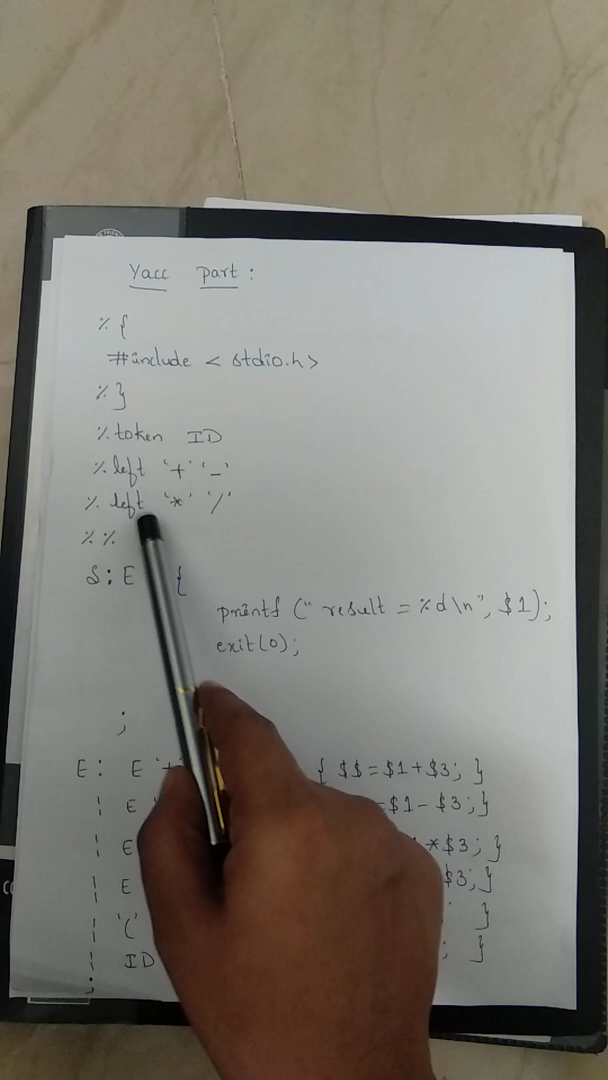 Yacc part :
% {
#include < stdio.h>
% }
% token ID
% left '+' '-'
% left '*' '/'
% %
S : E {
printf (" result = %d\n", $1);
exit(0);
;
E : E '+ { $$ = $1 + $3; }
| E = $1 - $3; }
| E * $3; }
| E $3; }
| '(' }
| ID ; }
;